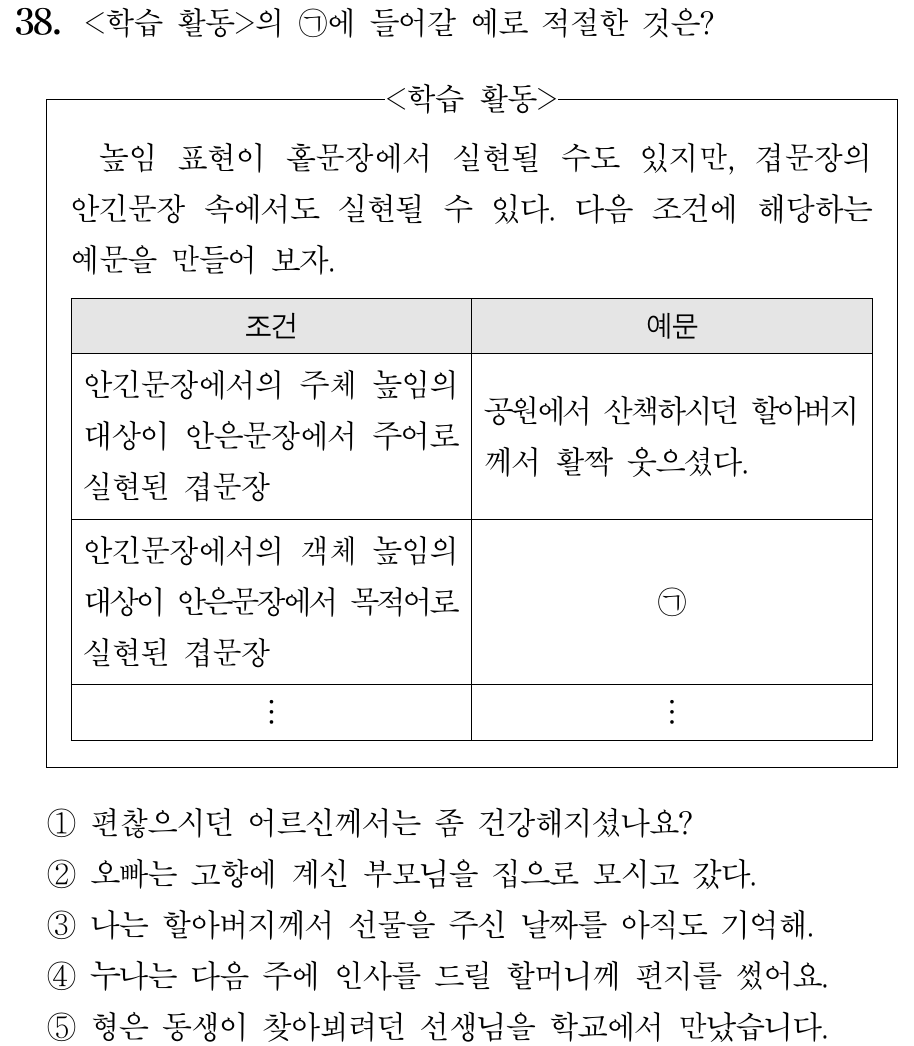 38. <학습 활동>의 ㉠에 들어갈 예로 적절한 것은?
<학습 활동>
높임 표현이 홑문장에서 실현될 수도 있지만, 겹문장의
안긴문장 속에서도 실현될 수 있다. 다음 조건에 해당하는
예문을 만들어 보자.
조건
예문
안긴문장에서의 주체 높임의
대상이 안은문장에서 주어로
실현된 겹문장
공원에서 산책하시던 할아버지
께서 활짝 웃으셨다.
안긴문장에서의 객체 높임의
대상이 안은문장에서 목적어로
실현된 겹문장
㉠
⋮
⋮
① 편찮으시던 어르신께서는 좀 건강해지셨나요?
② 오빠는 고향에 계신 부모님을 집으로 모시고 갔다.
③ 나는 할아버지께서 선물을 주신 날짜를 아직도 기억해.
④ 누나는 다음 주에 인사를 드릴 할머니께 편지를 썼어요.
⑤ 형은 동생이 찾아뵈려던 선생님을 학교에서 만났습니다.